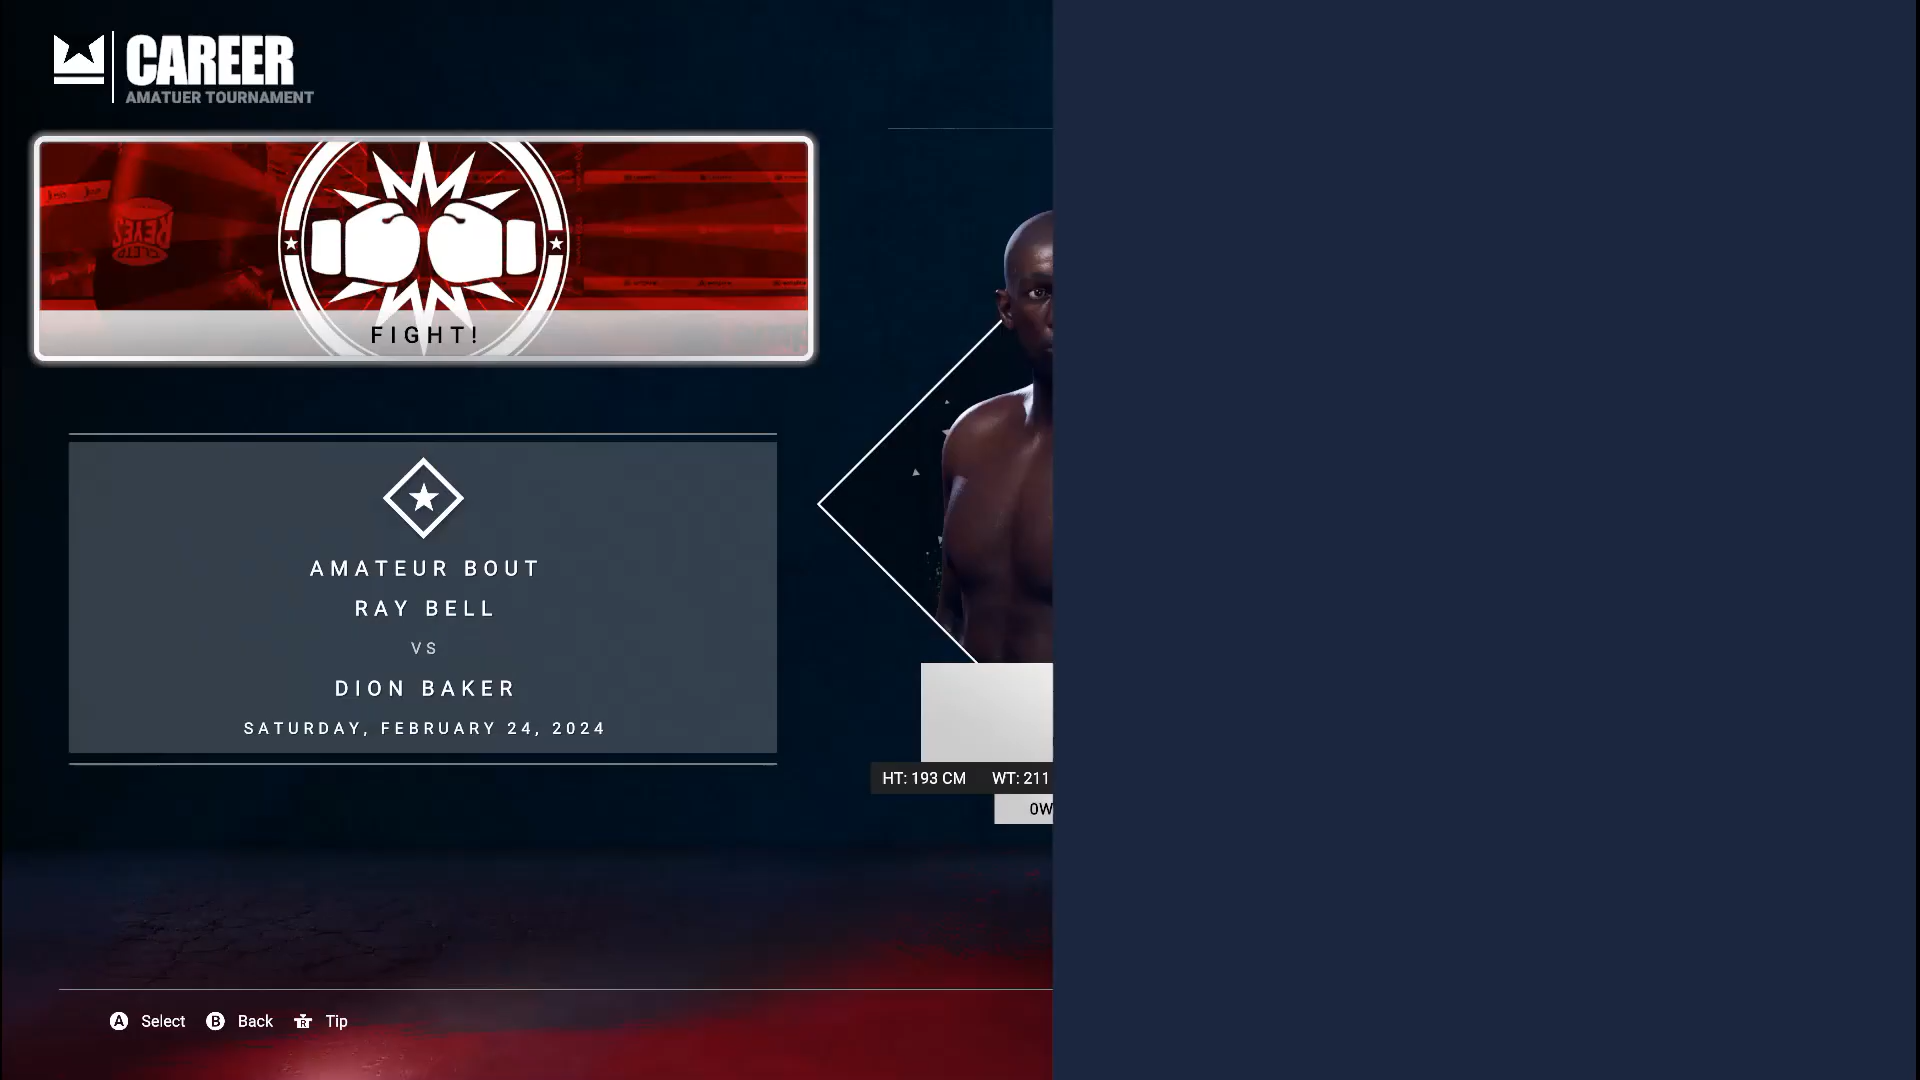 CAREER
AMATUER TOURNAMENT
FIGHT!
AMATEUR BOUT
RAY BELL
VS
DION BAKER
SATURDAY, FEBRUARY 24, 2024
HT: 193 CM WT: 211
0W
A Select B Back R Tip